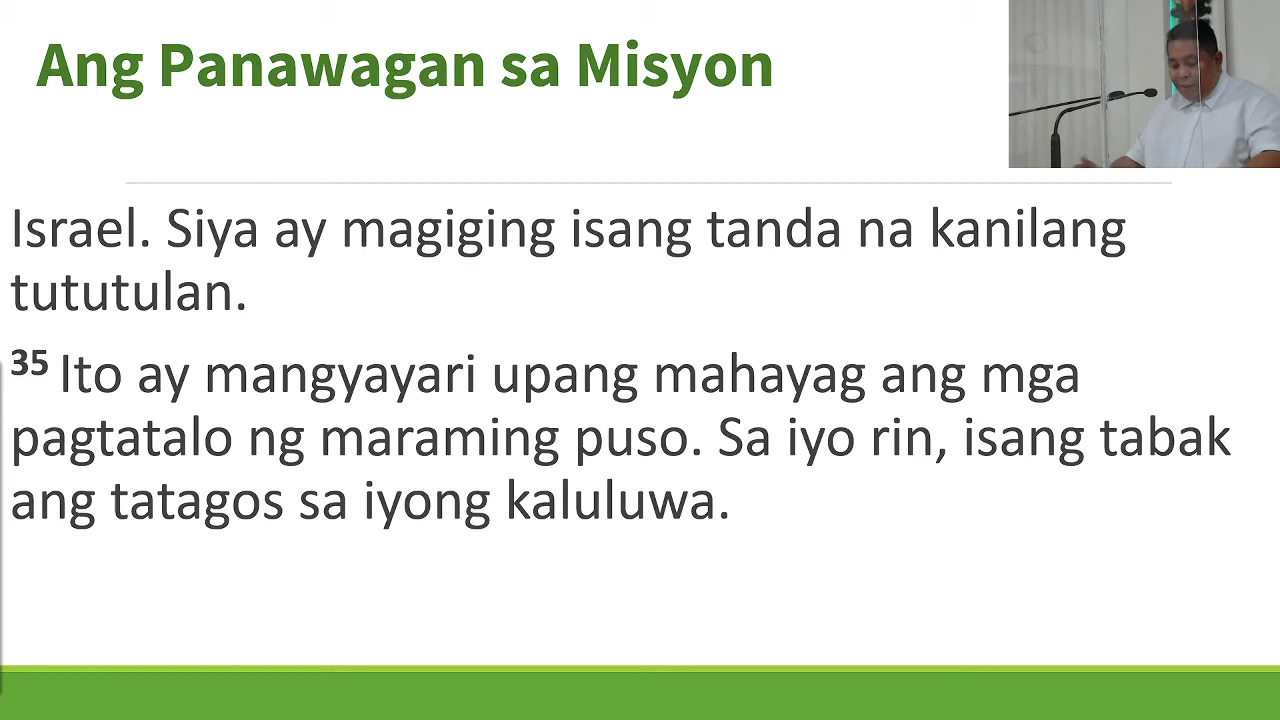 Ang Panawagan sa Misyon
Israel. Siya ay magiging isang tanda na kanilang
tututulan.
35 Ito ay mangyayari upang mahayag ang mga
pagtatalo ng maraming puso. Sa iyo rin, isang tabak
ang tatagos sa iyong kaluluwa.